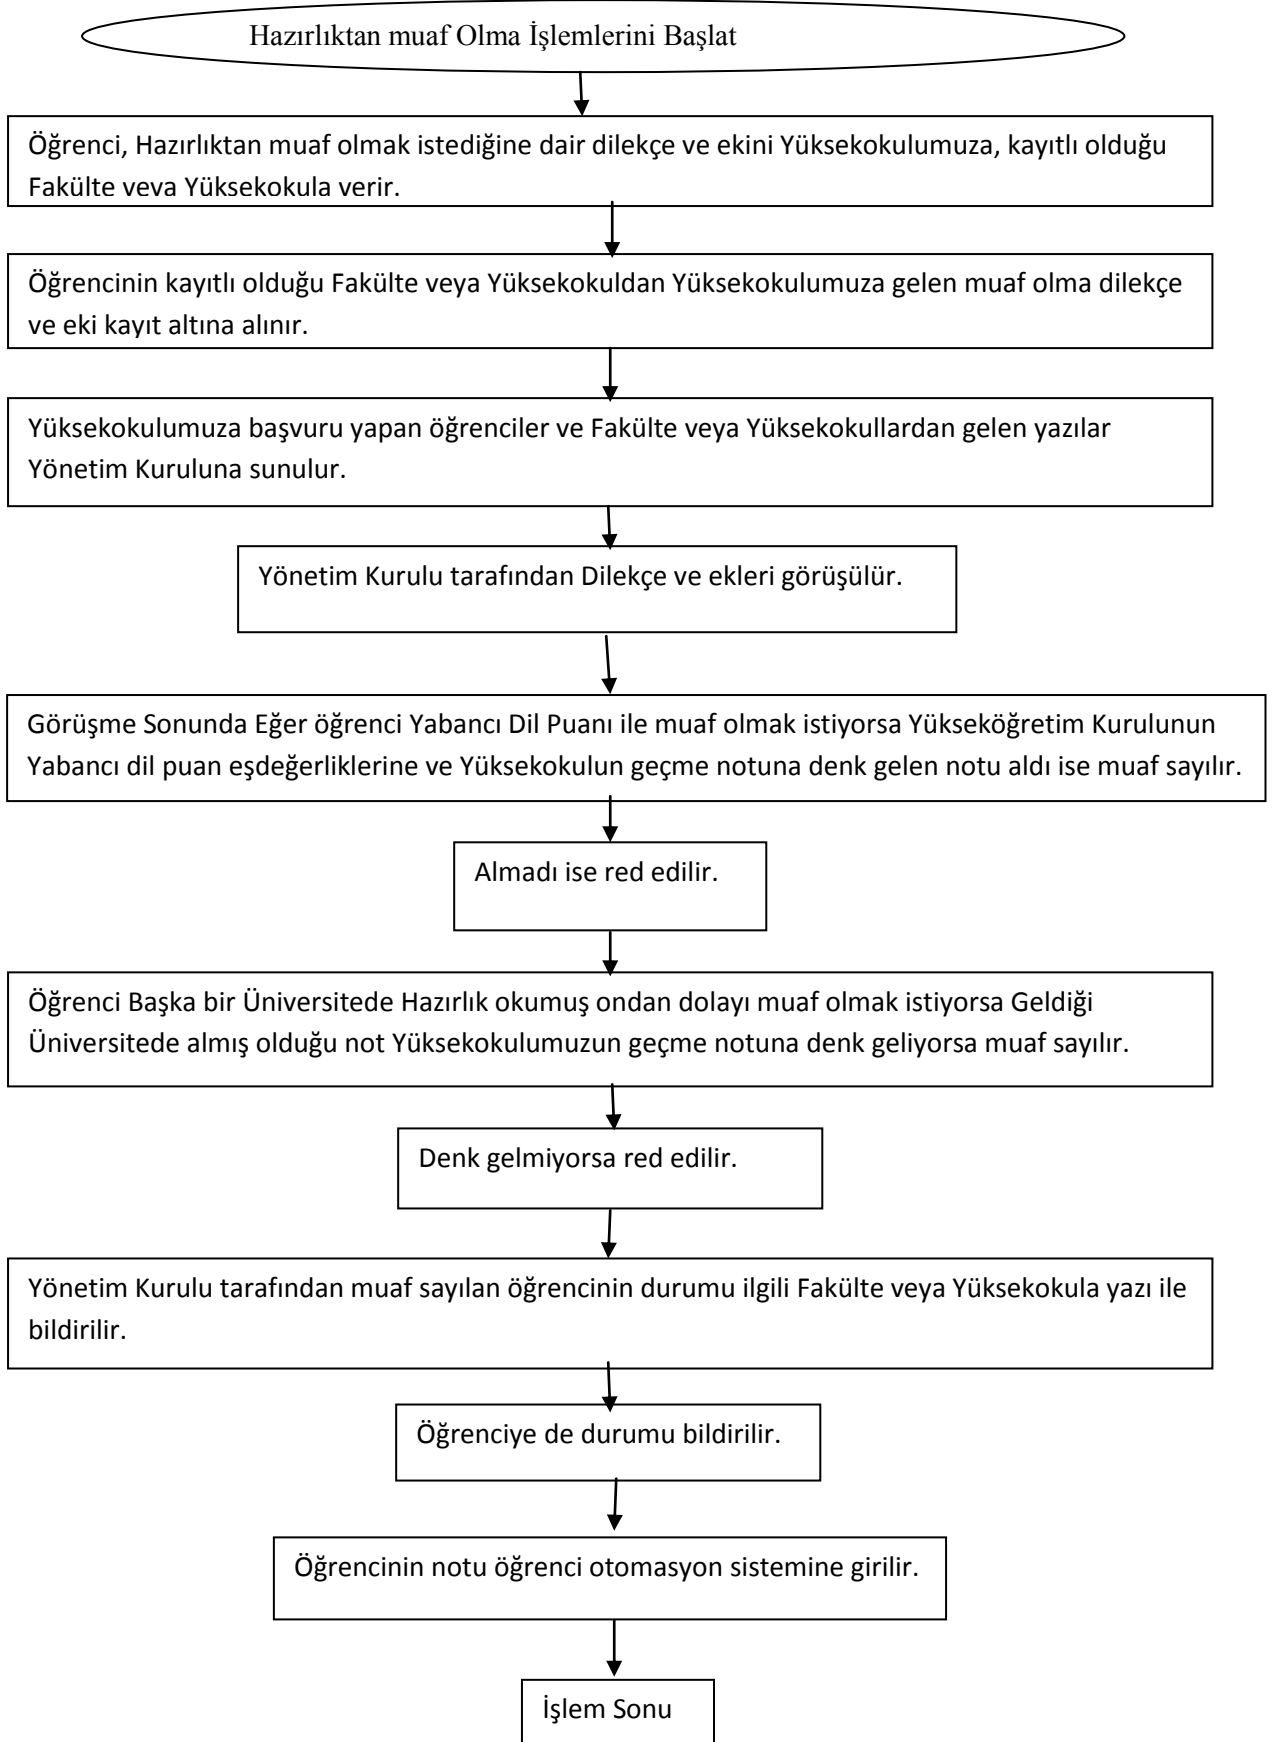 Hazırlıktan muaf Olma İşlemlerini Başlat
Öğrenci, Hazırlıktan muaf olmak istediğine dair dilekçe ve ekini Yüksekokulumuza, kayıtlı olduğu
Fakülte veya Yüksekokula verir.
Öğrencinin kayıtlı olduğu Fakülte veya Yüksekokuldan Yüksekokulumuza gelen muaf olma dilekçe
ve eki kayıt altına alınır.
Yüksekokulumuza başvuru yapan öğrenciler ve Fakülte veya Yüksekokullardan gelen yazılar
Yönetim Kuruluna sunulur.
Yönetim Kurulu tarafından Dilekçe ve ekleri görüşülür.
Görüşme Sonunda Eğer öğrenci Yabancı Dil Puanı ile muaf olmak istiyorsa Yükseköğretim Kurulunun
Yabancı dil puan eşdeğerliklerine ve Yüksekokulun geçme notuna denk gelen notu aldı ise muaf sayılır.
Almadı ise red edilir.
Öğrenci Başka bir Üniversitede Hazırlık okumuş ondan dolayı muaf olmak istiyorsa Geldiği
Üniversitede almış olduğu not Yüksekokulumuzun geçme notuna denk geliyorsa muaf sayılır.
Denk gelmiyorsa red edilir.
Yönetim Kurulu tarafından muaf sayılan öğrencinin durumu ilgili Fakülte veya Yüksekokula yazı ile
bildirilir.
Öğrenciye de durumu bildirilir.
Öğrencinin notu öğrenci otomasyon sistemine girilir.
İşlem Sonu